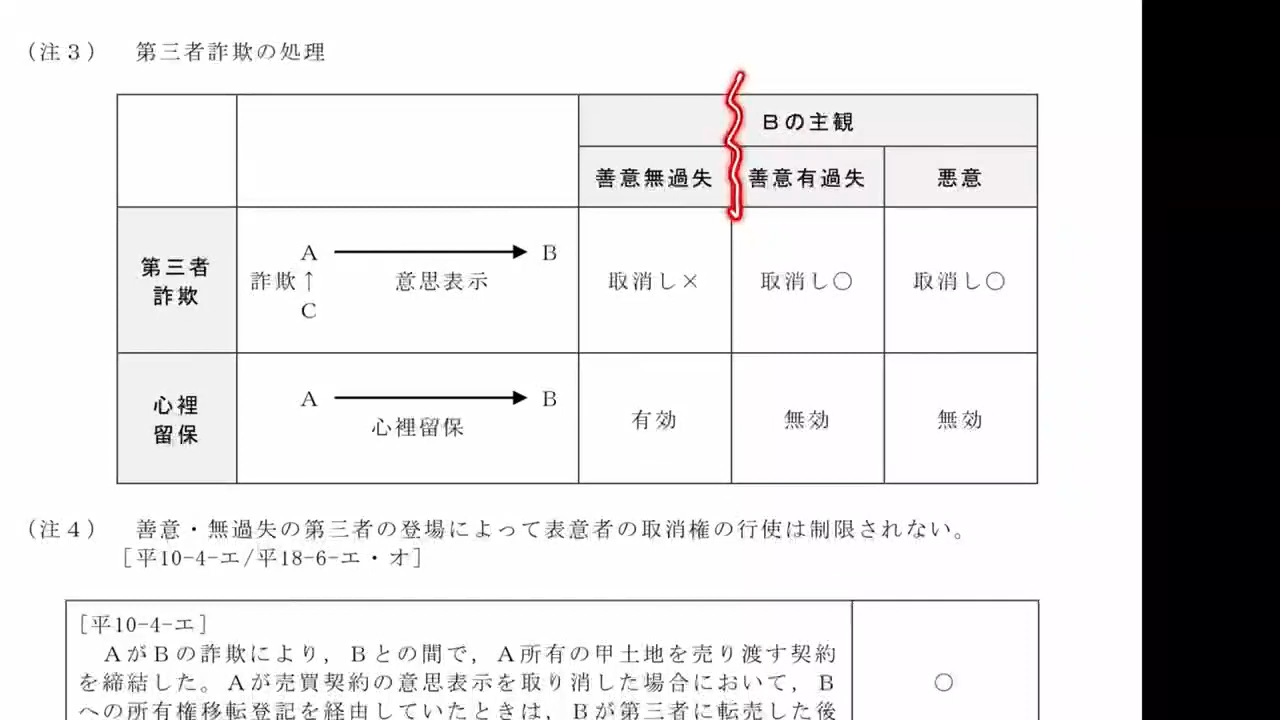 (注3) 第三者詐欺の処理
Bの主観
善意無過失 善意有過失 悪意
第三者
詐欺
A B
詐欺↑ 意思表示
C
取消し× 取消し○ 取消し○
心裡
留保
A B
心裡留保
有効 無効 無効
(注4) 善意・無過失の第三者の登場によって表意者の取消権の行使は制限されない。
[平10-4-エ/平18-6-エ・オ]
[平10-4-エ]
AがBの詐欺により,Bとの間で,A所有の甲土地を売り渡す契約
を締結した。Aが売買契約の意思表示を取り消した場合において,B
への所有権移転登記を経由していたときは,Bが第三者に転売した後
○